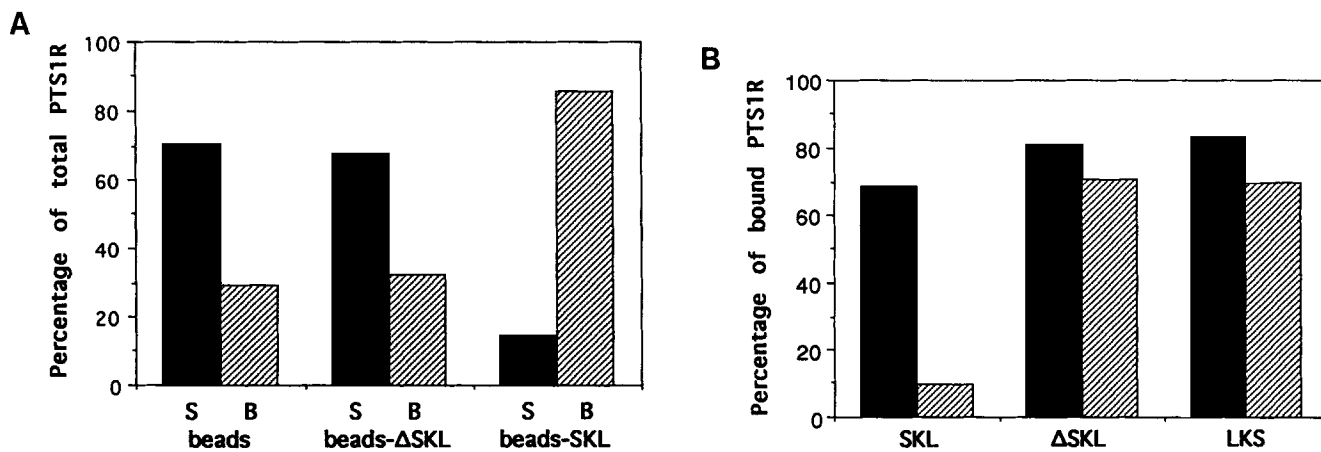 A
Percentage of total PTS1R
100
80
60
40
20
0
S B S B S B
beads beads-ΔSKL beads-SKL
B
Percentage of bound PTS1R
100
80
60
40
20
0
SKL ΔSKL LKS